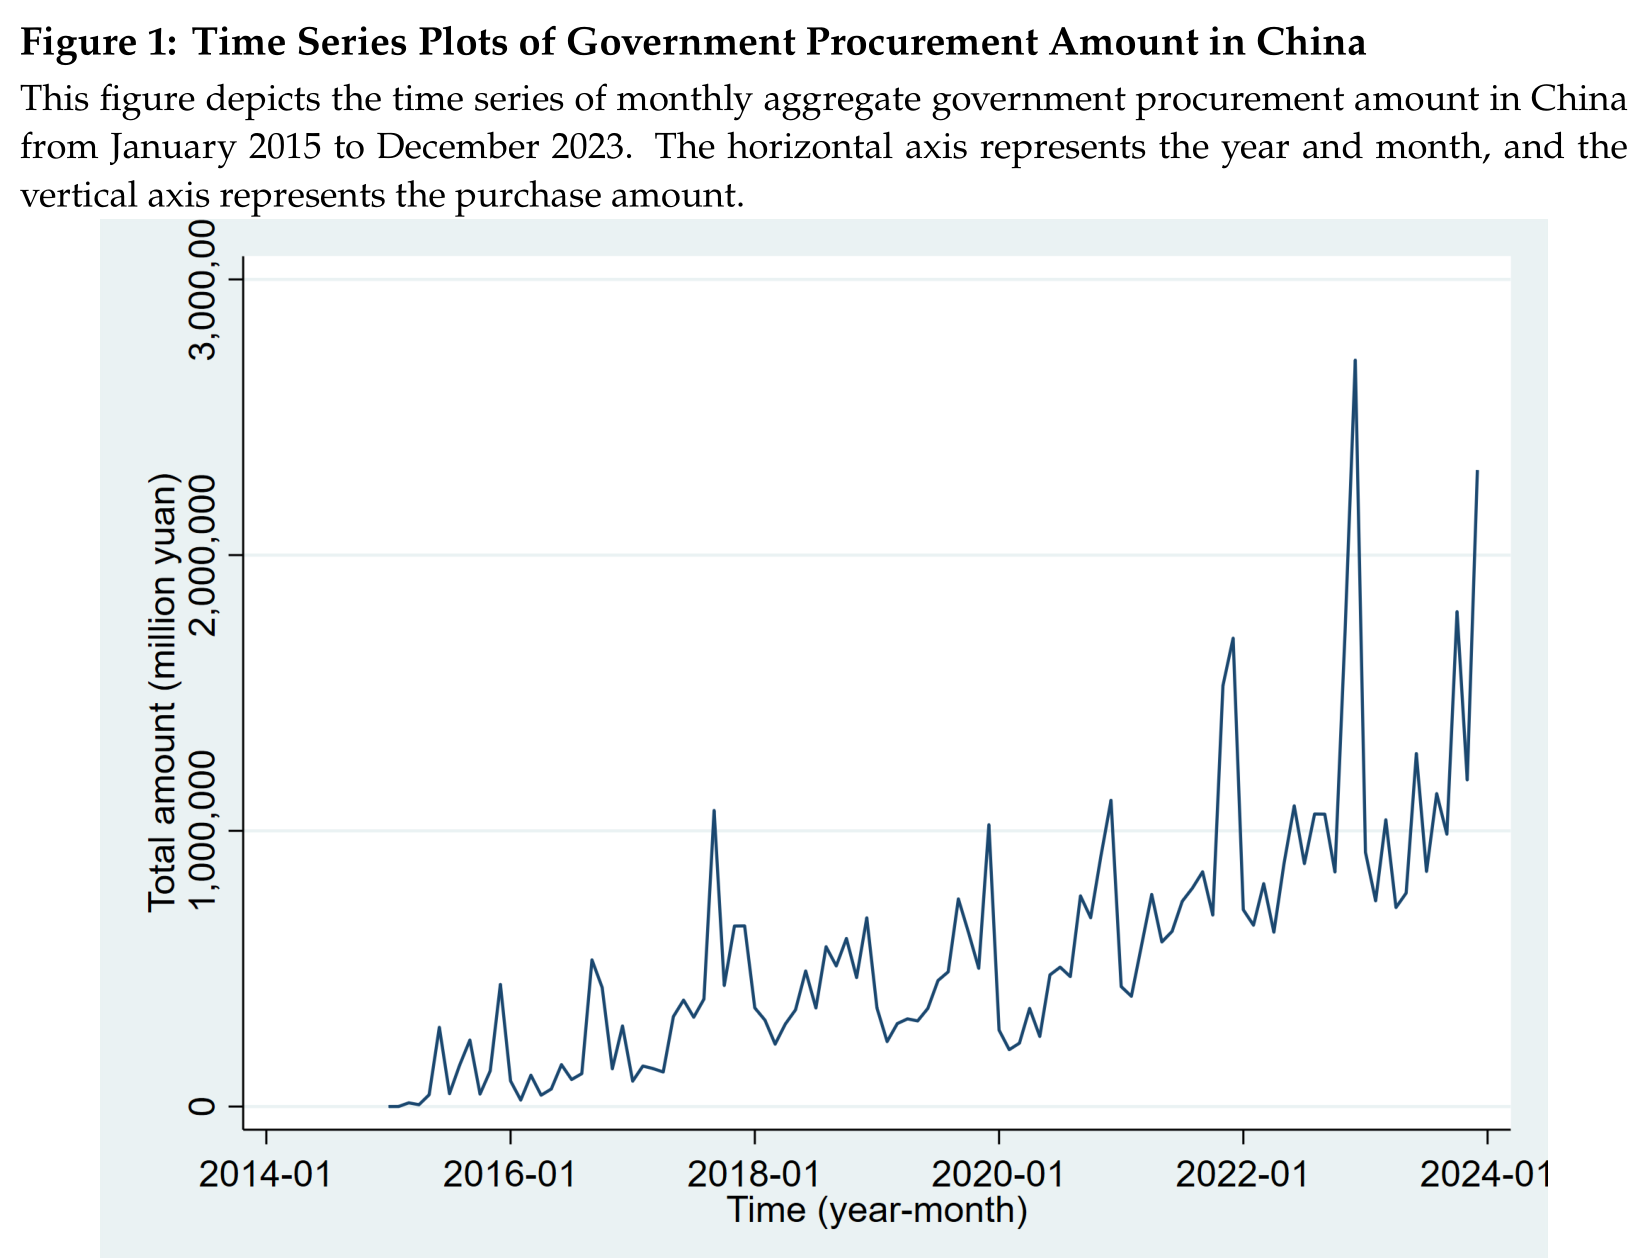 Figure 1: Time Series Plots of Government Procurement Amount in China
This figure depicts the time series of monthly aggregate government procurement amount in China
from January 2015 to December 2023. The horizontal axis represents the year and month, and the
vertical axis represents the purchase amount.
Total amount (million yuan)
3,000,00
2,000,000
1,000,000
0
2014-01
2016-01
2018-01
2020-01
2022-01
2024-01
Time (year-month)